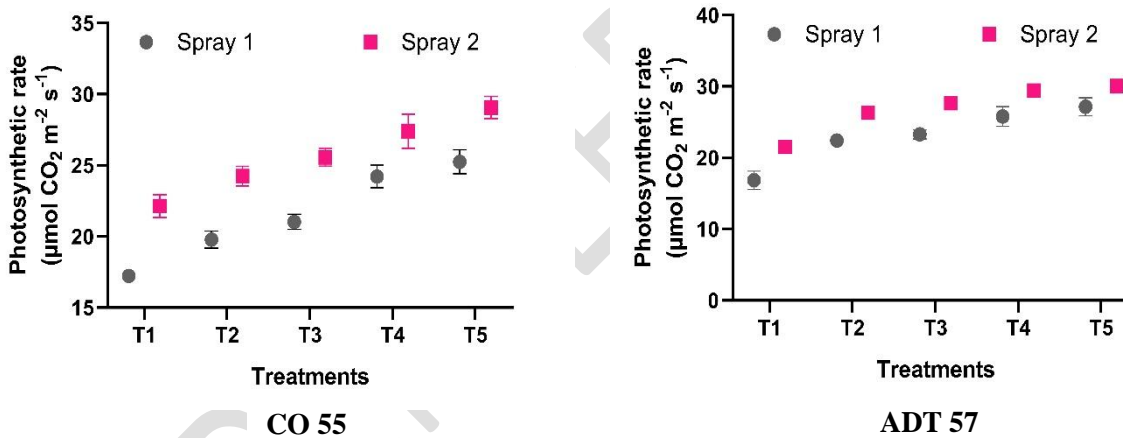 Photosynthetic rate
(µmol CO₂ m⁻² s⁻¹)
35
30
25
20
15
Spray 1
Spray 2
T1 T2 T3 T4 T5
Treatments
CO 55
Photosynthetic rate
(µmol CO₂ m⁻² s⁻¹)
40
30
20
10
0
Spray 1
Spray 2
T1 T2 T3 T4 T5
Treatments
ADT 57